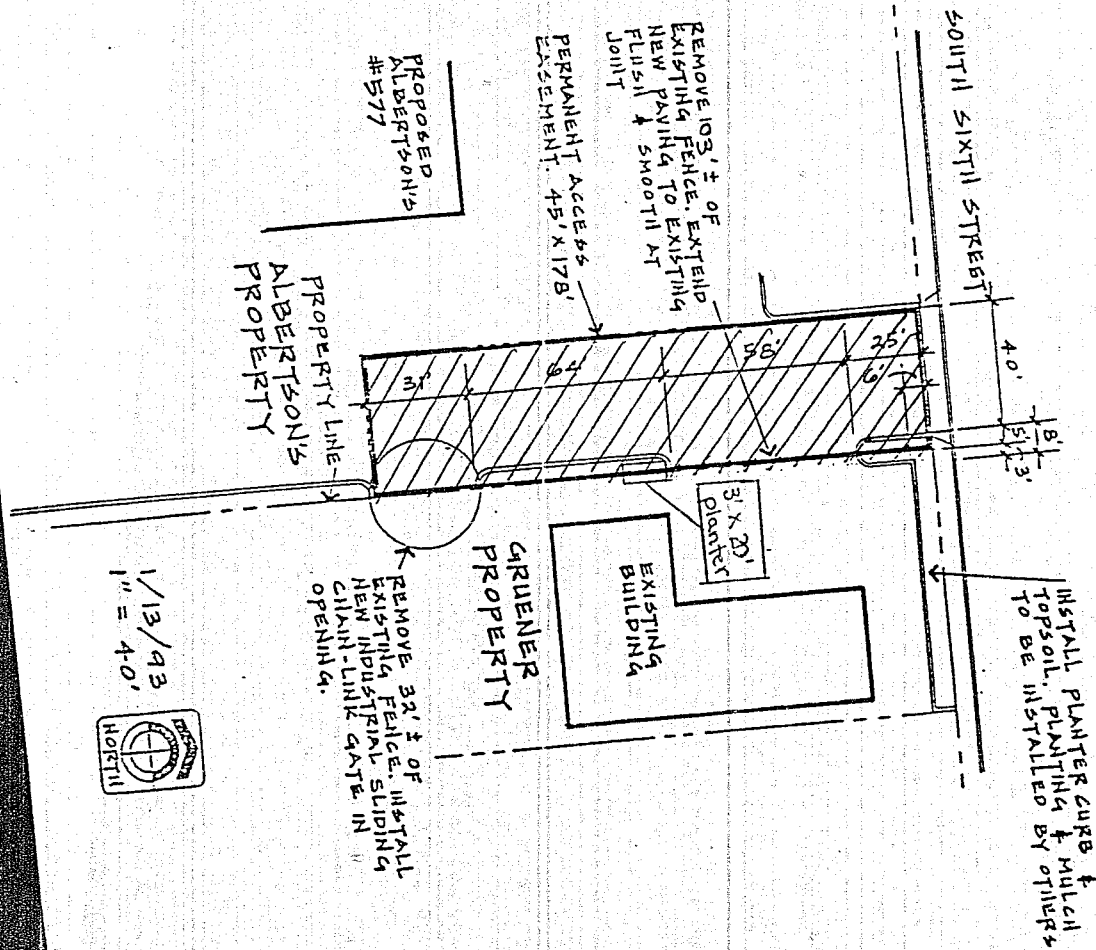 SOUTH SIXTH STREET
40'
8'
5'
3'
INSTALL PLANTER CURB &
TOPSOIL, PLANTING & MULCH
TO BE INSTALLED BY OTHERS
REMOVE 103' ± OF
EXISTING FENCE. EXTEND
NEW PAVING TO EXISTING
FLUSH & SMOOTH AT
JOINT
PERMANENT ACCESS
EASEMENT. 45' X 178'
25'
6'
58'
64'
31'
3' x 20'
planter
EXISTING
BUILDING
PROPOSED
ALBERTSON'S
#577
PROPERTY LINE
ALBERTSON'S
PROPERTY
GRUENER
PROPERTY
REMOVE 32' ± OF
EXISTING FENCE. INSTALL
NEW INDUSTRIAL SLIDING
CHAIN-LINK GATE IN
OPENING.
1/13/93
1" = 40'
NORTH